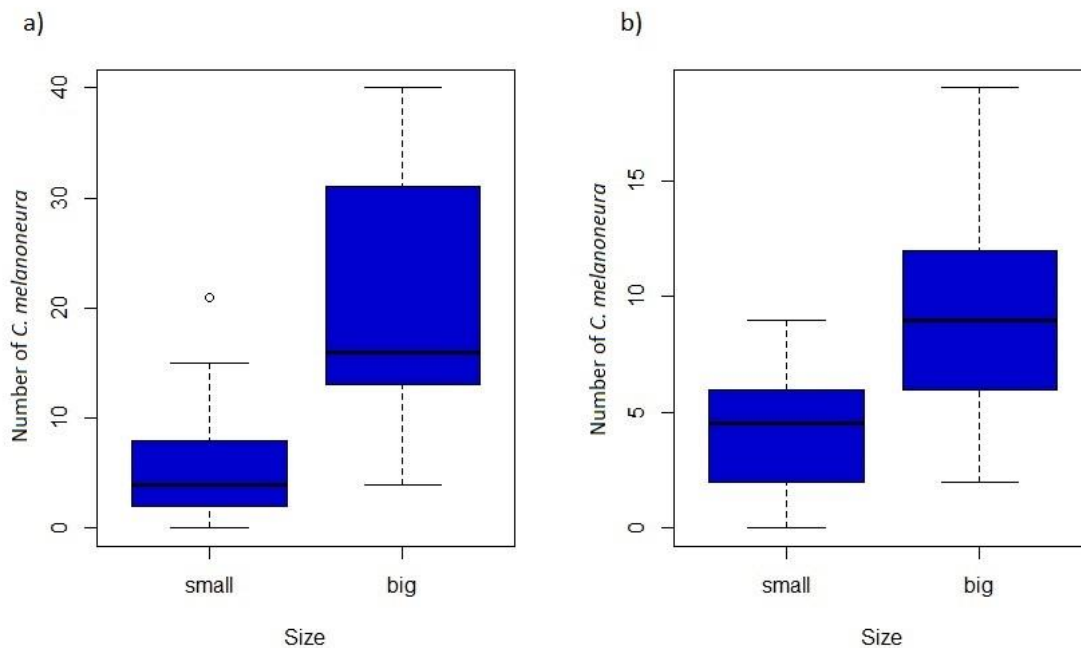 a)
Number of C. melanoneura
40
30
20
10
0
small big
Size
b)
Number of C. melanoneura
15
10
5
0
small big
Size